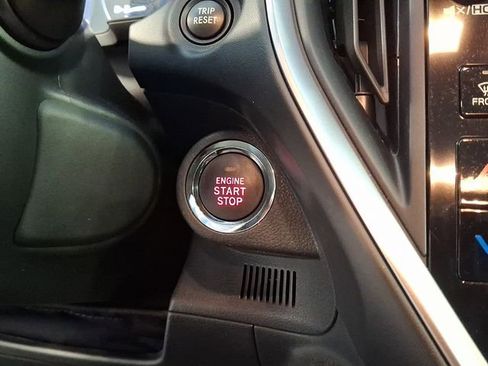 TRIP
RESET
ENGINE
START
STOP